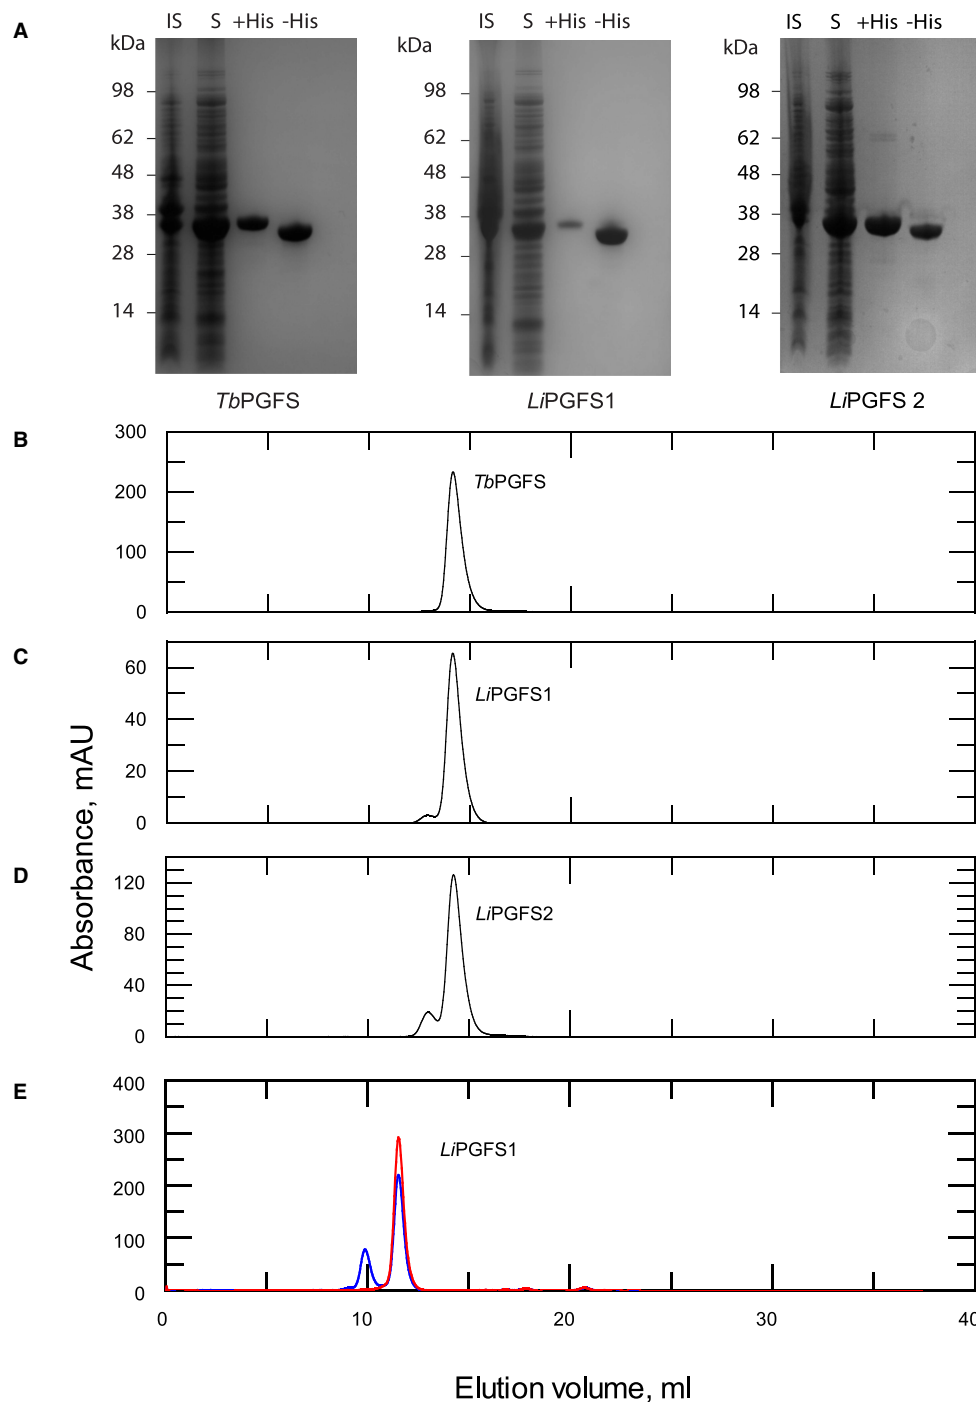 A
IS S +His -His
kDa
98
62
48
38
28
14
TbPGFS
IS S +His -His
kDa
98
62
48
38
28
14
LiPGFS1
IS S +His -His
kDa
98
62
48
38
28
14
LiPGFS 2
B
300
200
100
0
TbPGFS
C
60
40
20
0
LiPGFS1
D
120
80
40
0
LiPGFS2
E
400
300
200
100
0
LiPGFS1
0 10 20 30 40
Absorbance, mAU
Elution volume, ml